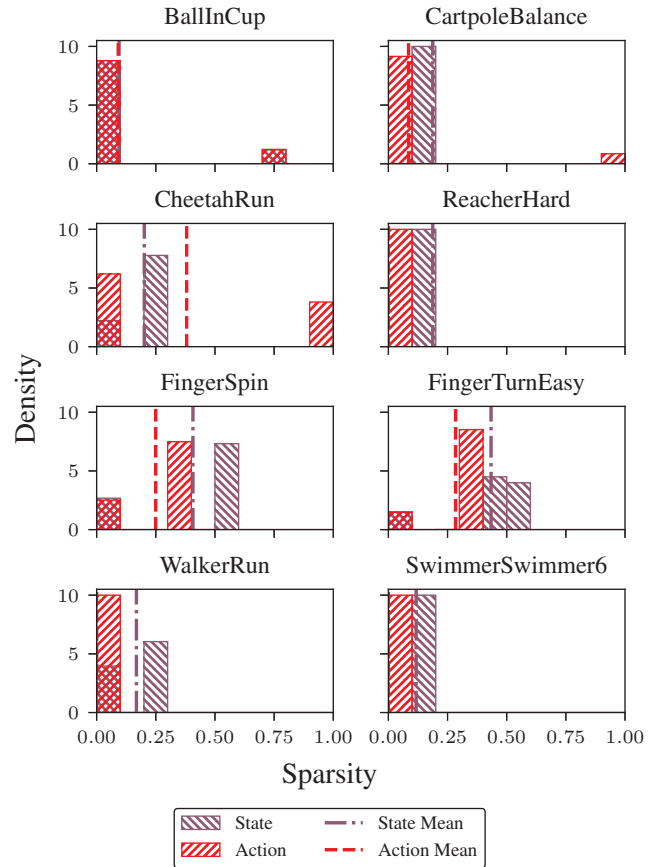 BallInCup CartpoleBalance
10
5
0
CheetahRun ReacherHard
10
5
0
FingerSpin FingerTurnEasy
10
5
0
WalkerRun SwimmerSwimmer6
10
5
0
0.00 0.25 0.50 0.75 1.00 0.00 0.25 0.50 0.75 1.00
Density
Sparsity
State State Mean
Action Action Mean